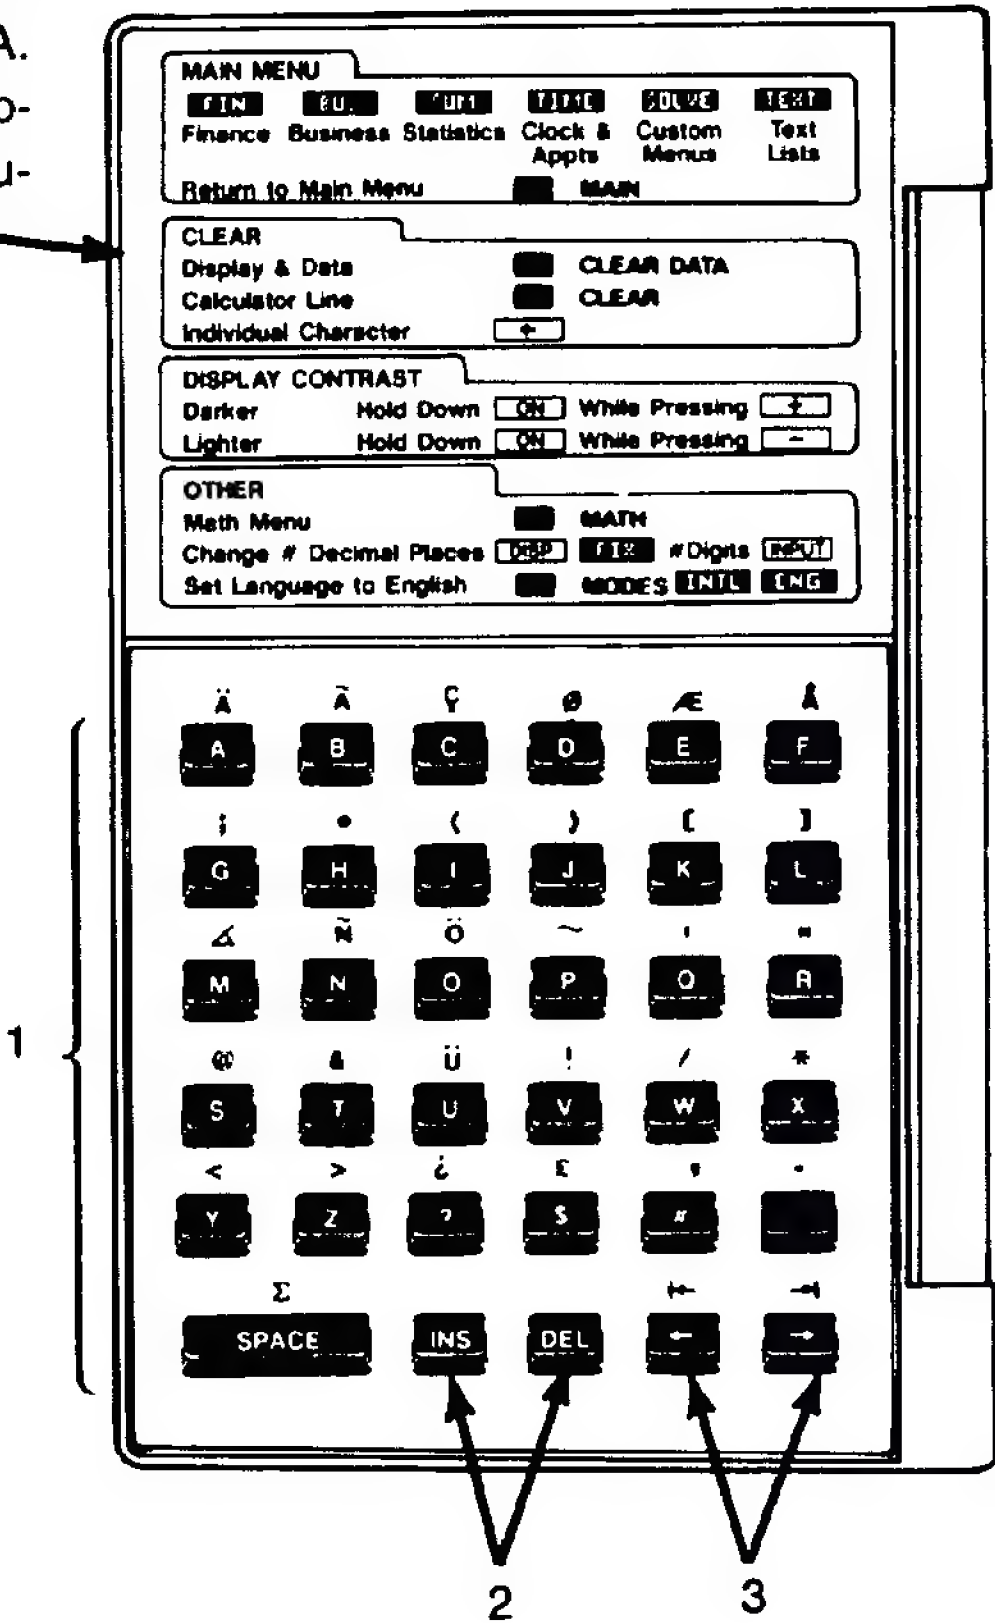 A.
o-
u-
MAIN MENU
FIN BU. SUM TIME SOLVE TEXT
Finance Business Statistics Clock & Appts Custom Menus Text Lists
Return to Main Menu MAIN
CLEAR
Display & Data CLEAR DATA
Calculator Line CLEAR
Individual Character ←
DISPLAY CONTRAST
Darker Hold Down ON While Pressing +
Lighter Hold Down ON While Pressing -
OTHER
Math Menu MATH
Change # Decimal Places DISP FIX # Digits INPUT
Set Language to English MODES INTL ENG
Ä Ã Ç Ø Æ Å
A B C D E F
; • ( ) [ ]
G H I J K L
∡ Ñ Ö ~ ' "
M N O P Q R
1
@ & Ü ! / *
S T U V W X
< > ¿ £
Y Z ? $ #
Σ |← →|
SPACE INS DEL ← →
2 3